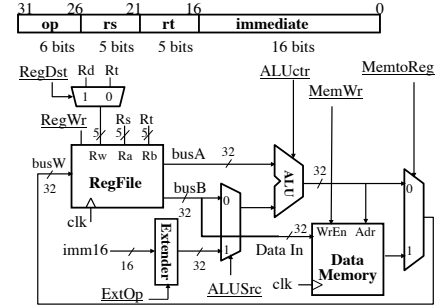 31 26 21 16 0
op rs rt immediate
6 bits 5 bits 5 bits 16 bits
RegDst Rd Rt ALUctr MemtoReg
1 0 MemWr
RegWr Rs Rt
5 5 5
busW Rw Ra Rb busA 32 ALU 32
32 RegFile busB 0 0
clk 32 32 WrEn Adr
imm16 Extender 1 Data In 1
16 32 Data Memory
ExtOp ALUSrc clk